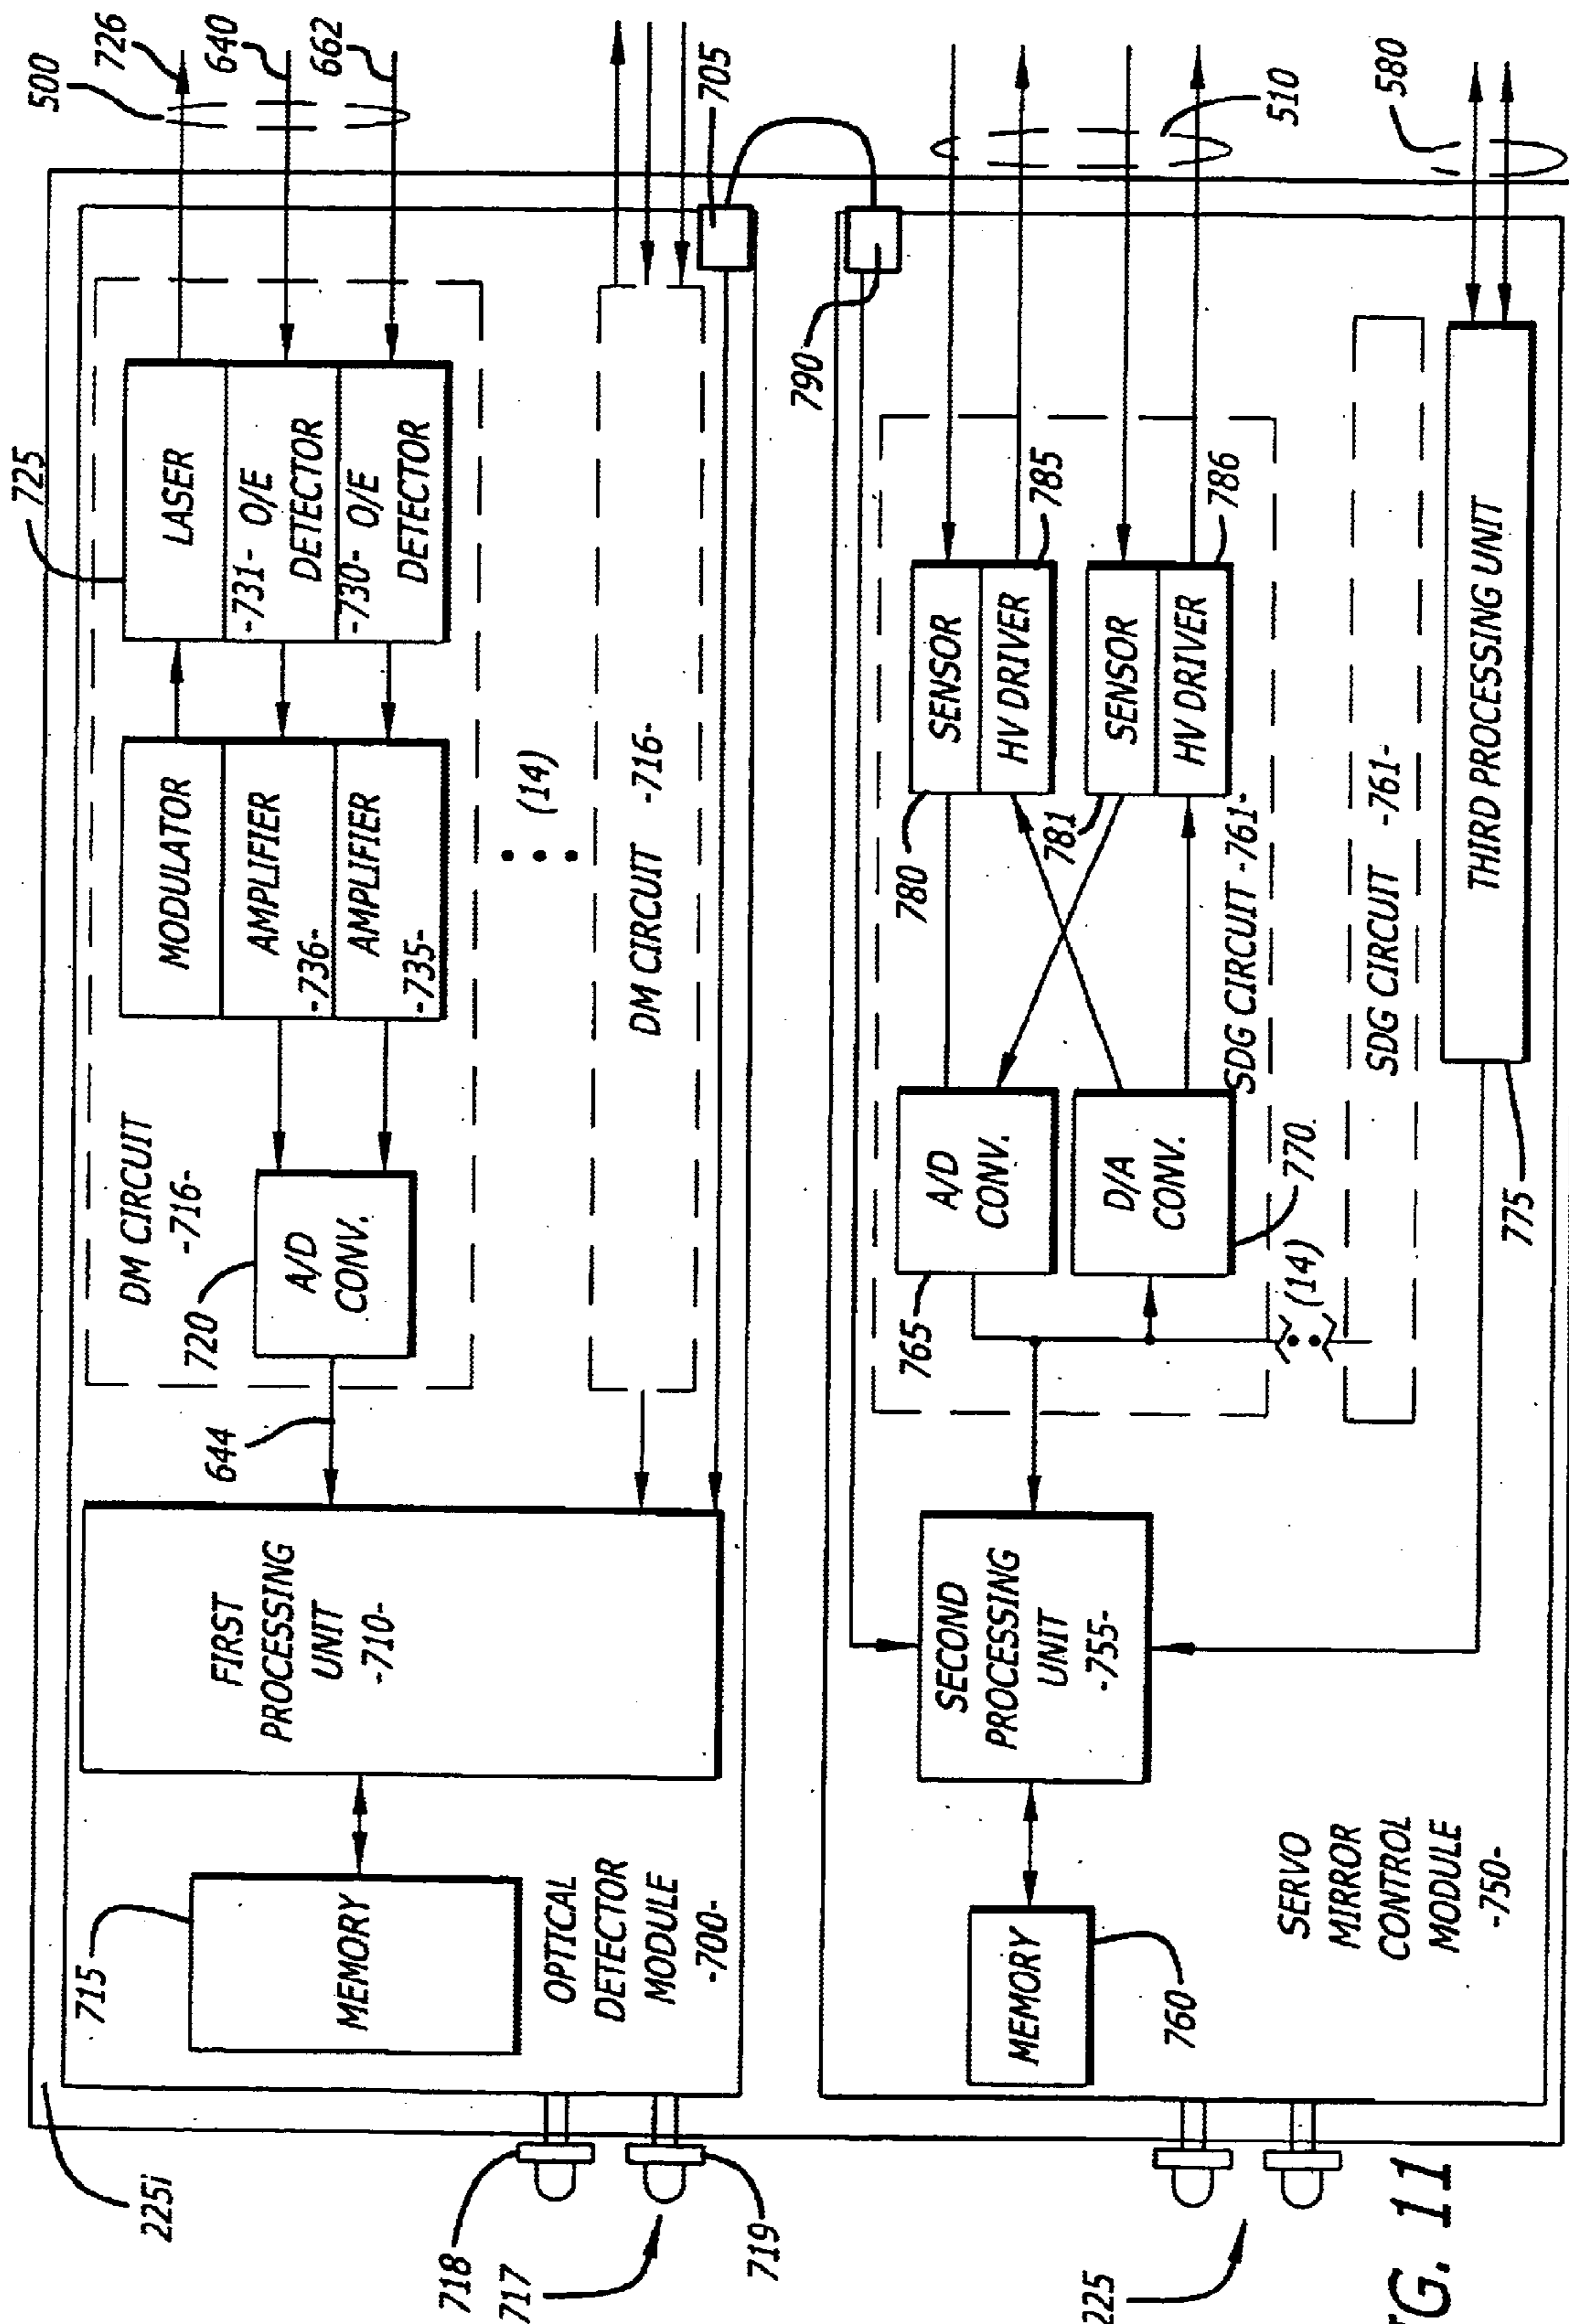 500
726
640
662
725
LASER
-731- O/E
DETECTOR
-730- O/E
DETECTOR
MODULATOR
AMPLIFIER
-736-
AMPLIFIER
-735-
DM CIRCUIT
-716-
720
A/D
CONV.
644
(14)
DM CIRCUIT -716-
705
FIRST
PROCESSING
UNIT
-710-
715
MEMORY
OPTICAL
DETECTOR
MODULE
-700-
225i
718
717
719
790
510
580
SENSOR
HV DRIVER
785
780
SENSOR
HV DRIVER
786
781
A/D
CONV.
765
D/A
CONV.
770
SDG CIRCUIT -761-
(14)
SDG CIRCUIT -761-
THIRD PROCESSING UNIT
775
SECOND
PROCESSING
UNIT
-755-
MEMORY
760
SERVO
MIRROR
CONTROL
MODULE
-750-
225
G. 11